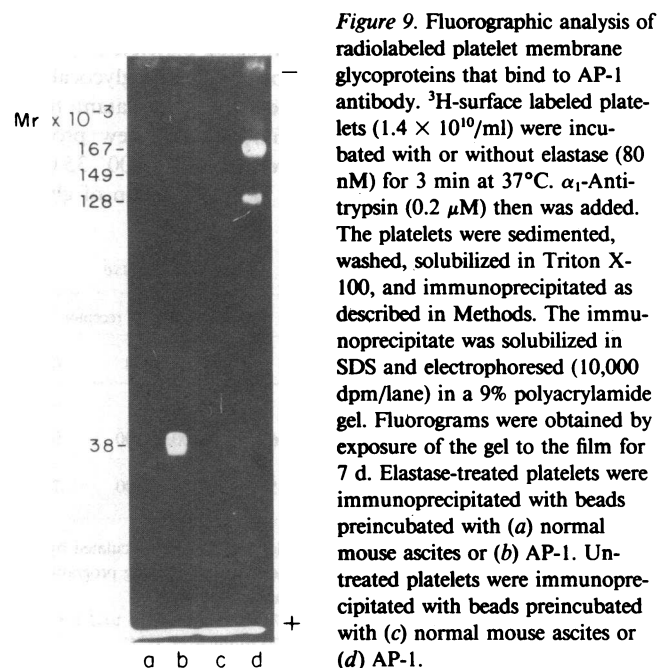 Mr x 10⁻³
167-
149-
128-
38-
−
+
a b c d
Figure 9. Fluorographic analysis of
radiolabeled platelet membrane
glycoproteins that bind to AP-1
antibody. ³H-surface labeled plate-
lets (1.4 × 10¹⁰/ml) were incu-
bated with or without elastase (80
nM) for 3 min at 37°C. α₁-Anti-
trypsin (0.2 μM) then was added.
The platelets were sedimented,
washed, solubilized in Triton X-
100, and immunoprecipitated as
described in Methods. The immu-
noprecipitate was solubilized in
SDS and electrophoresed (10,000
dpm/lane) in a 9% polyacrylamide
gel. Fluorograms were obtained by
exposure of the gel to the film for
7 d. Elastase-treated platelets were
immunoprecipitated with beads
preincubated with (a) normal
mouse ascites or (b) AP-1. Un-
treated platelets were immunopre-
cipitated with beads preincubated
with (c) normal mouse ascites or
(d) AP-1.